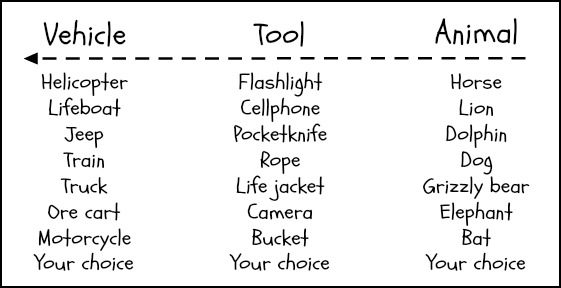 Vehicle Tool Animal
Helicopter Flashlight Horse
Lifeboat Cellphone Lion
Jeep Pocketknife Dolphin
Train Rope Dog
Truck Life jacket Grizzly bear
Ore cart Camera Elephant
Motorcycle Bucket Bat
Your choice Your choice Your choice